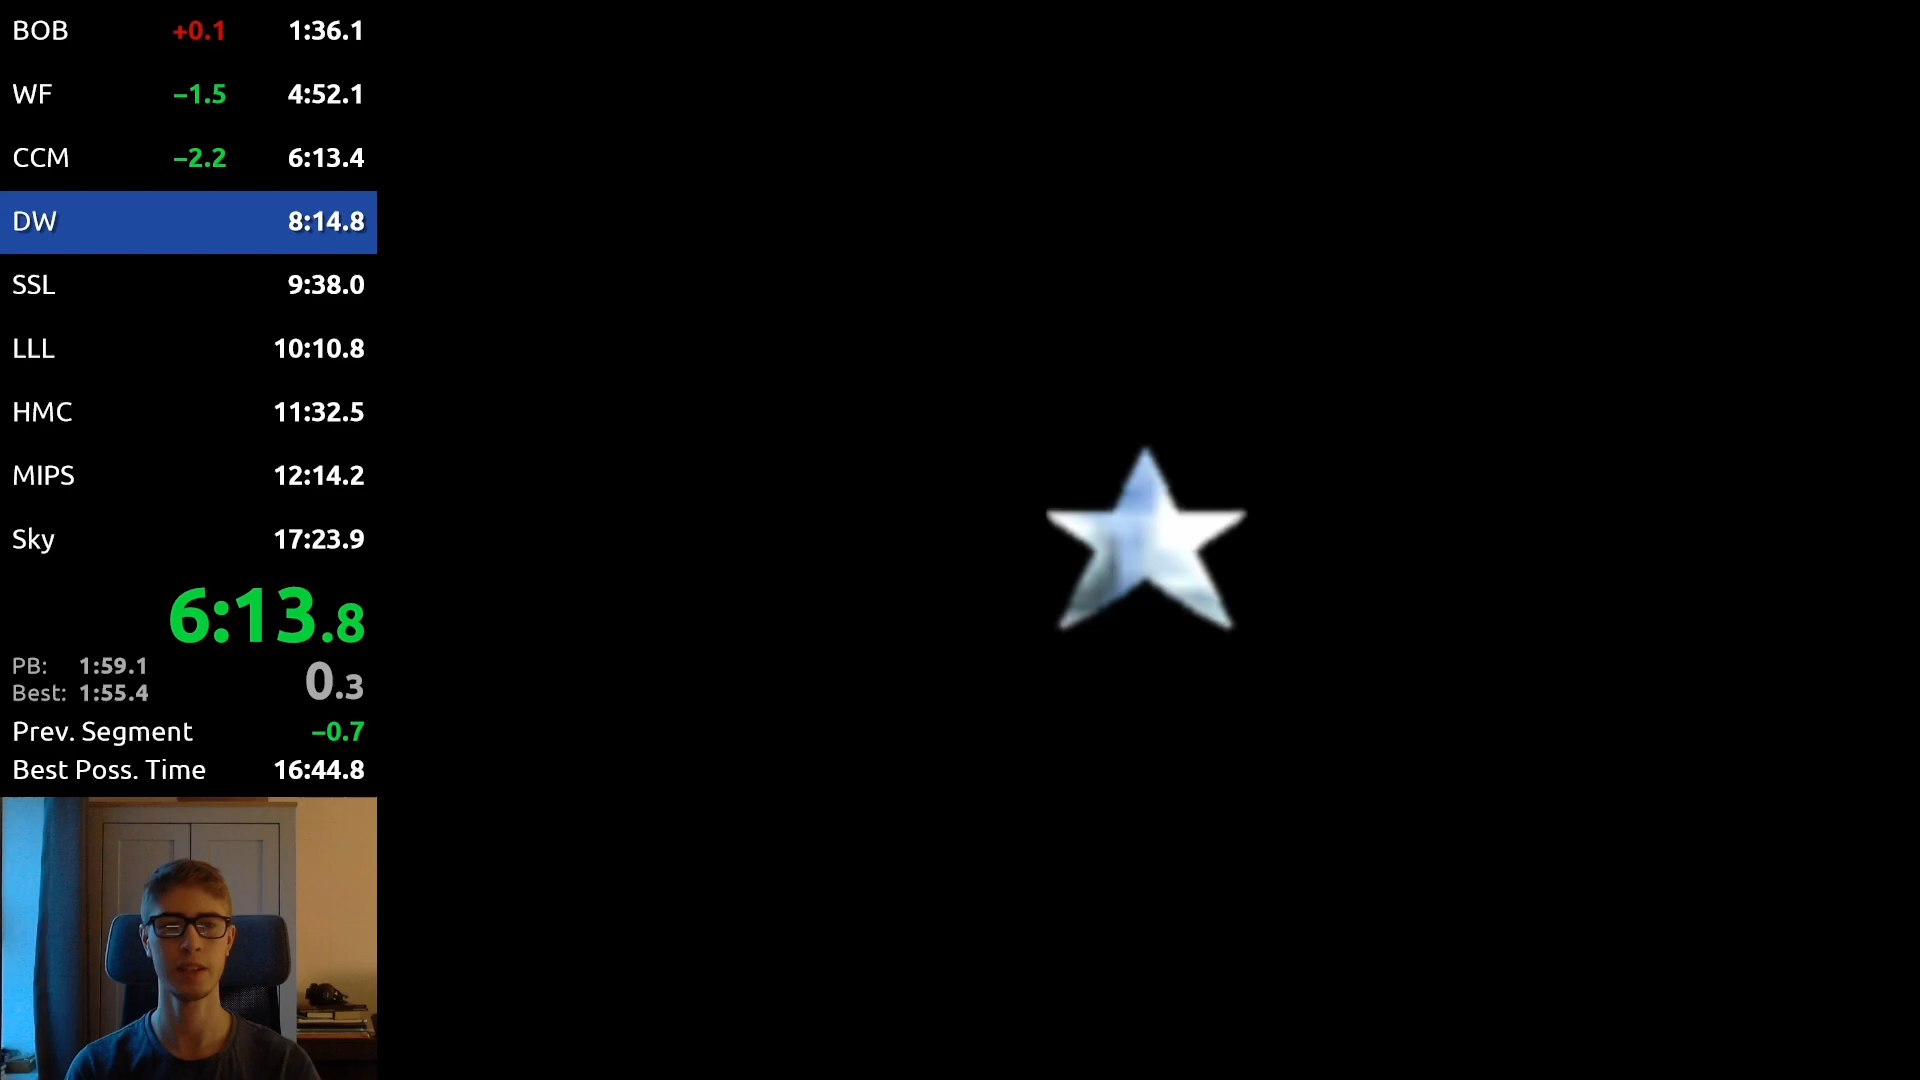 BOB +0.1 1:36.1
WF −1.5 4:52.1
CCM −2.2 6:13.4
DW 8:14.8
SSL 9:38.0
LLL 10:10.8
HMC 11:32.5
MIPS 12:14.2
Sky 17:23.9
6:13.8
PB: 1:59.1
Best: 1:55.4 0.3
Prev. Segment −0.7
Best Poss. Time 16:44.8